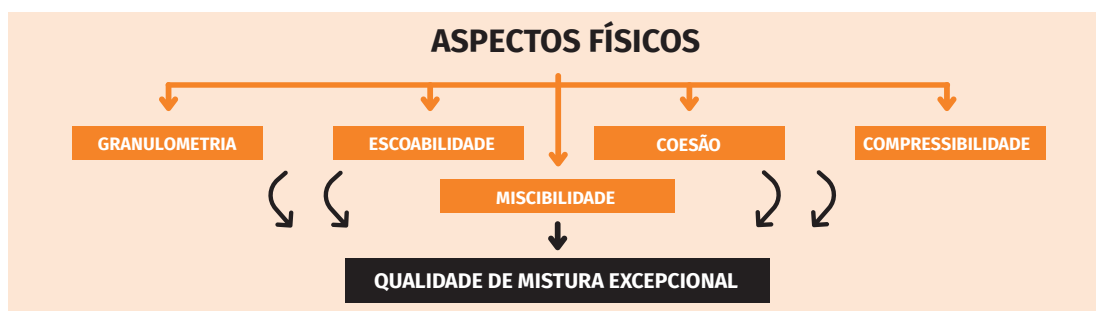 ASPECTOS FÍSICOS
GRANULOMETRIA
ESCOABILIDADE
COESÃO
COMPRESSIBILIDADE
MISCIBILIDADE
QUALIDADE DE MISTURA EXCEPCIONAL